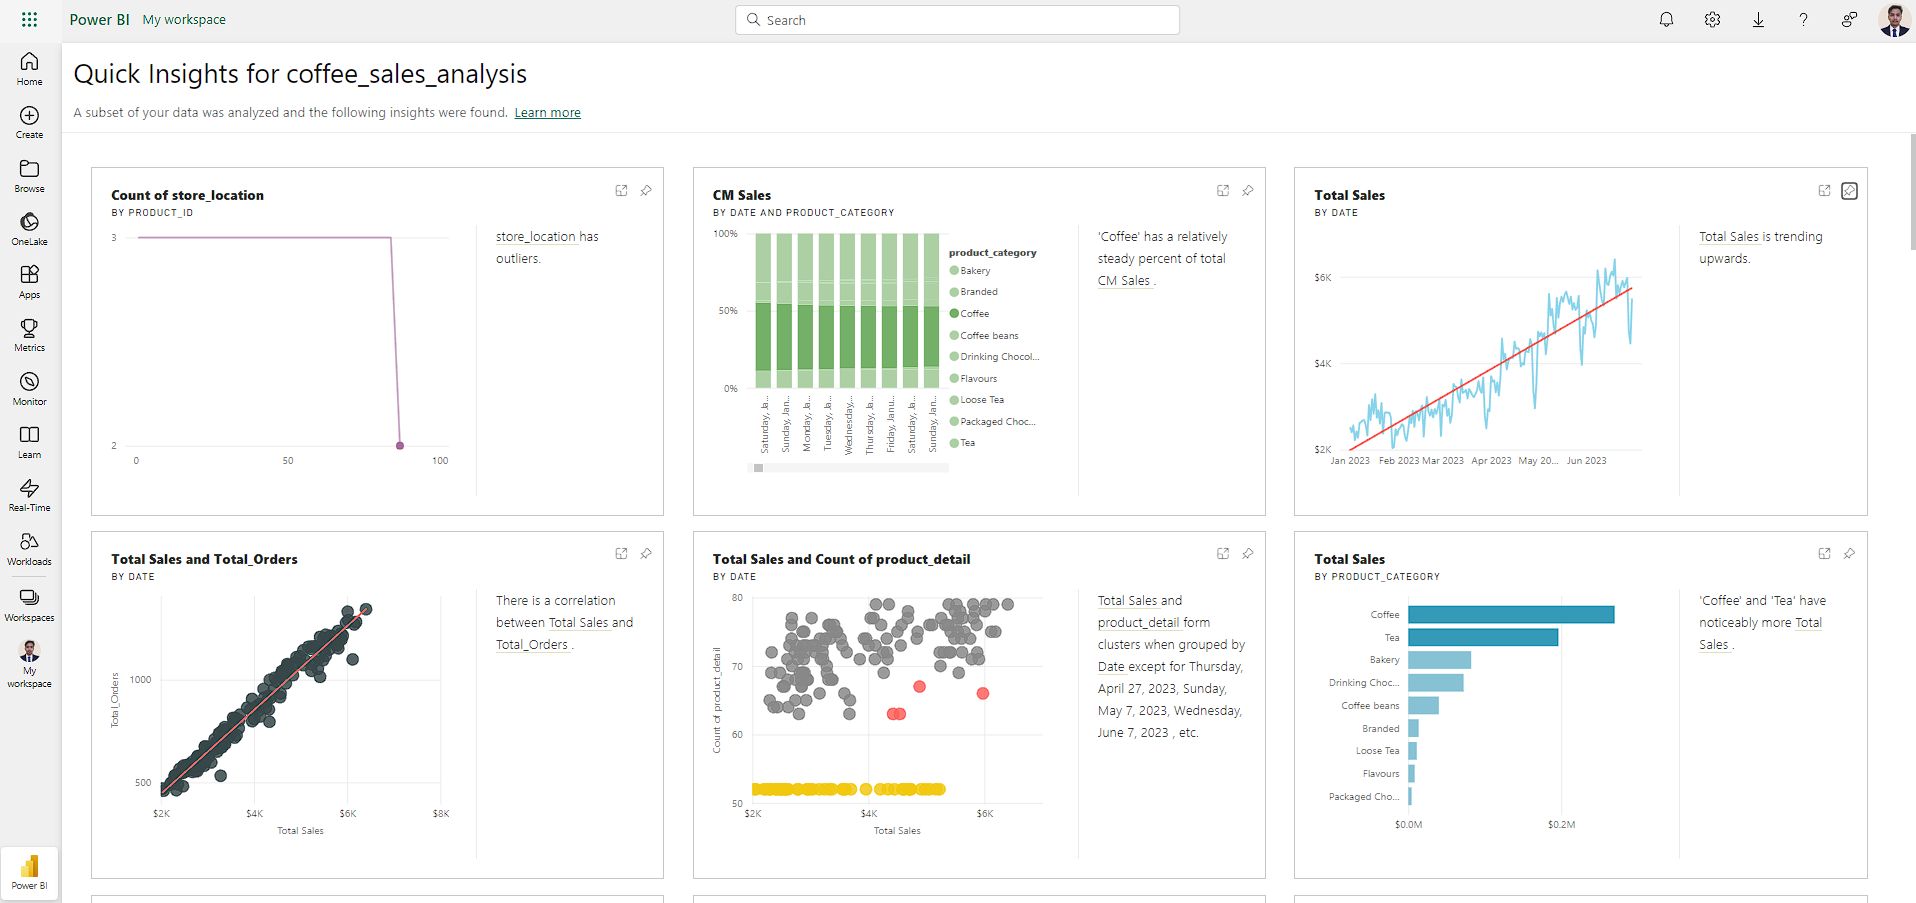 Power BI My workspace
Search
Home
Create
Browse
OneLake
Apps
Metrics
Monitor
Learn
Real-Time
Workloads
Workspaces
My
workspace
Power BI
Quick Insights for coffee_sales_analysis
A subset of your data was analyzed and the following insights were found. Learn more
Count of store_location
BY PRODUCT_ID
3
2
0 50 100
store_location has
outliers.
CM Sales
BY DATE AND PRODUCT_CATEGORY
100%
50%
0%
Saturday, Ja...
Sunday, Jan...
Monday, Ja...
Tuesday, Ja...
Wednesday,...
Thursday, Ja...
Friday, Janu...
Saturday, Ja...
Sunday, Jan...
product_category
Bakery
Branded
Coffee
Coffee beans
Drinking Chocol...
Flavours
Loose Tea
Packaged Choc...
Tea
'Coffee' has a relatively
steady percent of total
CM Sales .
Total Sales
BY DATE
$6K
$4K
$2K
Jan 2023 Feb 2023 Mar 2023 Apr 2023 May 20... Jun 2023
Total Sales is trending
upwards.
Total Sales and Total_Orders
BY DATE
Total_Orders
1000
500
$2K $4K $6K $8K
Total Sales
There is a correlation
between Total Sales and
Total_Orders .
Total Sales and Count of product_detail
BY DATE
Count of product_detail
80
70
60
50
$2K $4K $6K
Total Sales
Total Sales and
product_detail form
clusters when grouped by
Date except for Thursday,
April 27, 2023, Sunday,
May 7, 2023, Wednesday,
June 7, 2023 , etc.
Total Sales
BY PRODUCT_CATEGORY
Coffee
Tea
Bakery
Drinking Choc...
Coffee beans
Branded
Loose Tea
Flavours
Packaged Cho...
$0.0M $0.2M
'Coffee' and 'Tea' have
noticeably more Total
Sales .